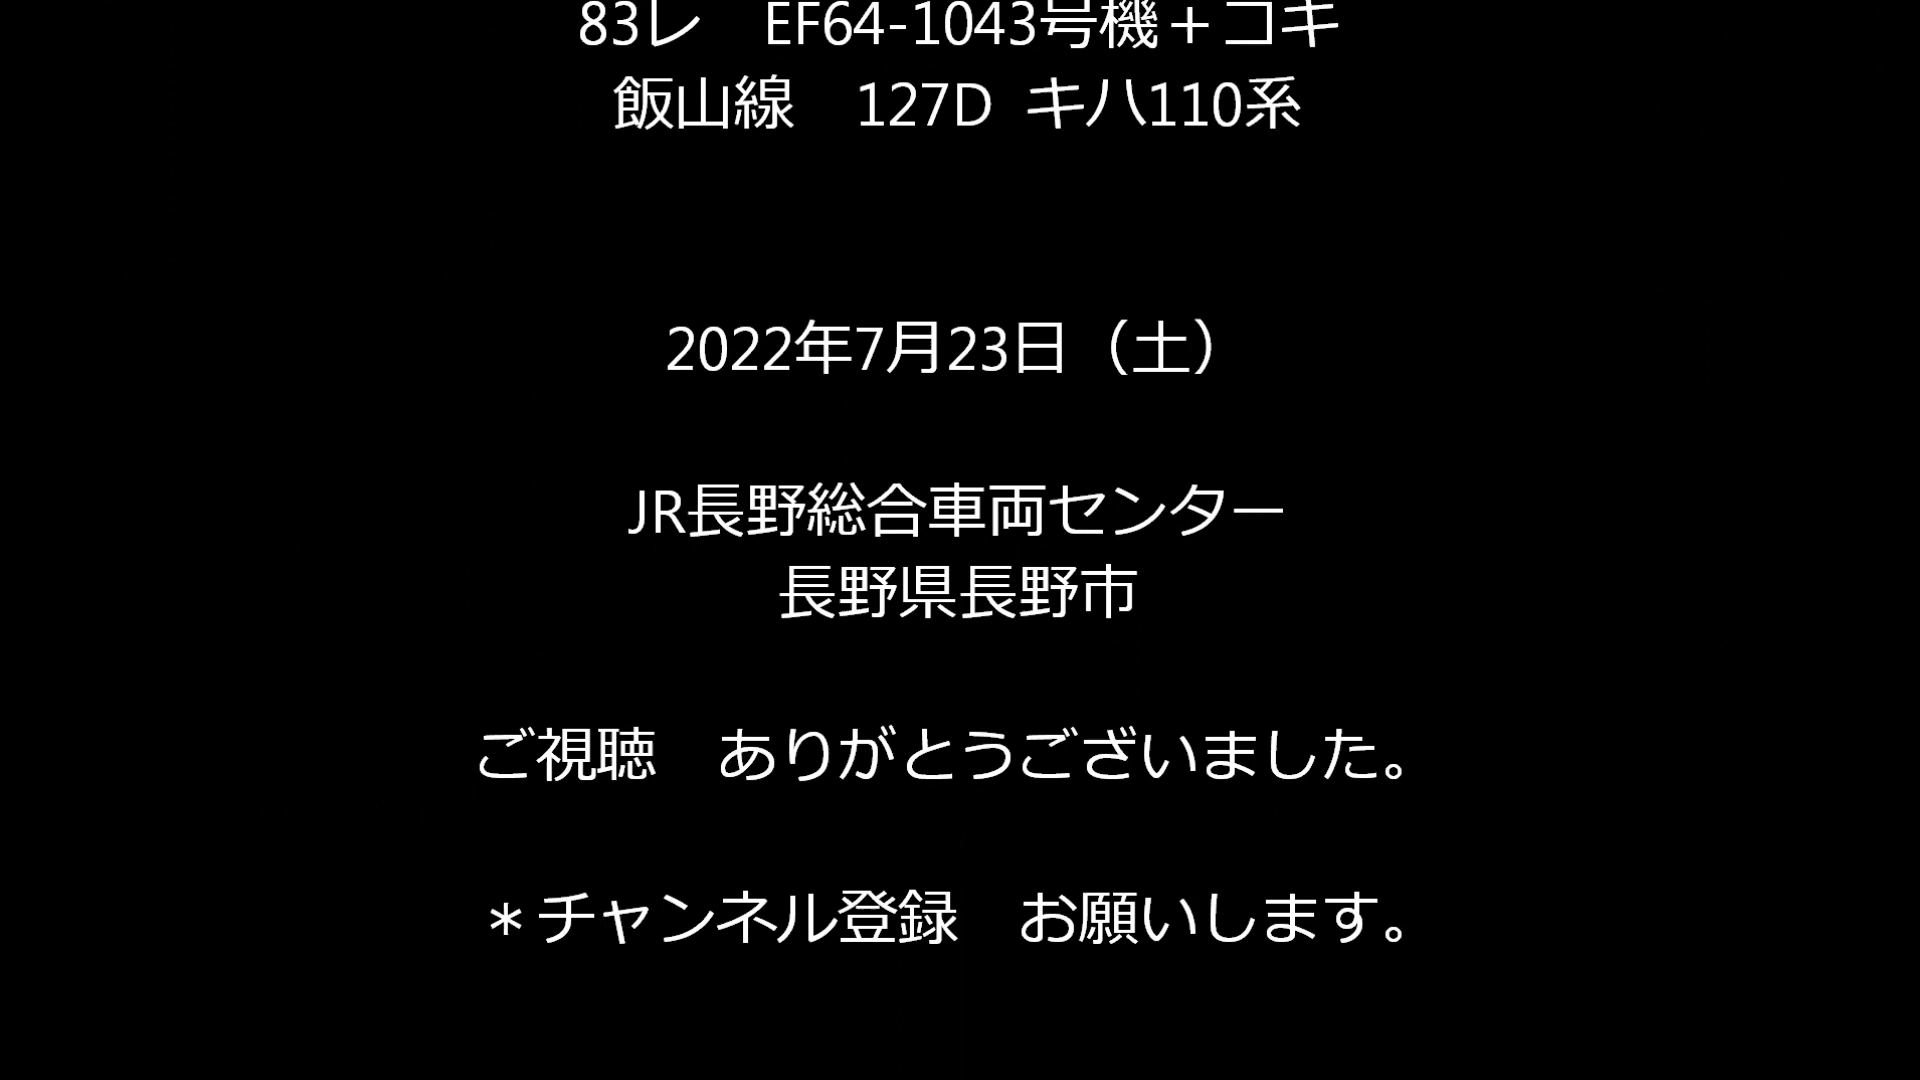 83レ　EF64-1043号機＋コキ
飯山線　127D キハ110系
2022年7月23日（土）
JR長野総合車両センター
長野県長野市
ご視聴　ありがとうございました。
＊チャンネル登録　お願いします。